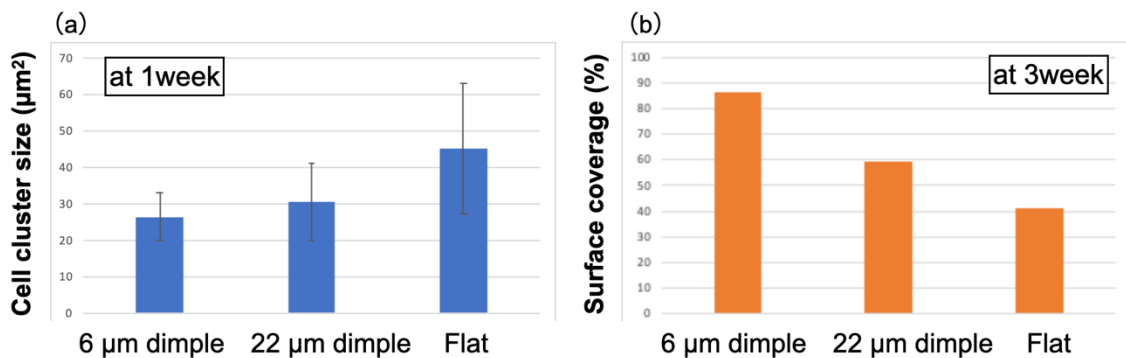 (a)
Cell cluster size (µm²)
70
60
50
40
30
20
10
0
at 1week
6 µm dimple
22 µm dimple
Flat
(b)
Surface coverage (%)
100
90
80
70
60
50
40
30
20
10
0
at 3week
6 µm dimple
22 µm dimple
Flat